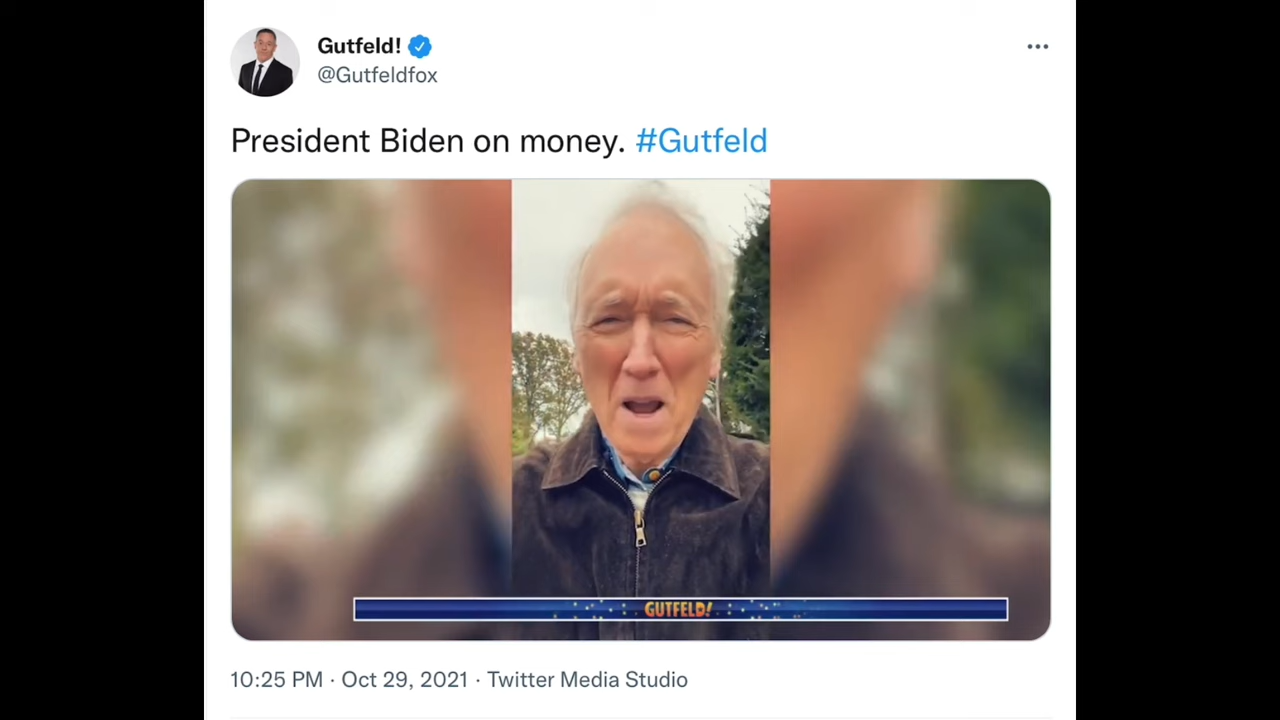 Gutfeld!
@Gutfeldfox
President Biden on money. #Gutfeld
GUTFELD!
10:25 PM · Oct 29, 2021 · Twitter Media Studio